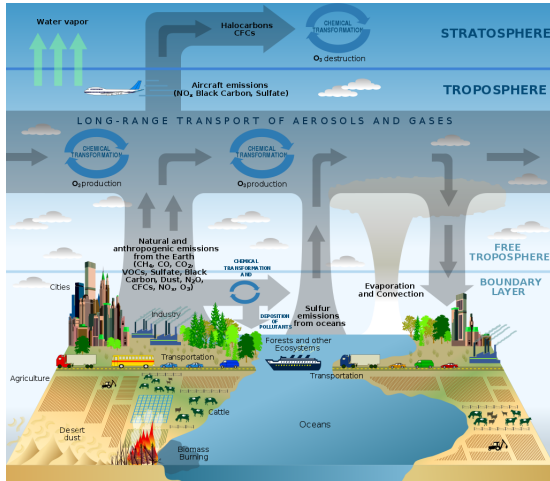 Water vapor
Halocarbons
CFCs
CHEMICAL
TRANSFORMATION
O₃ destruction
STRATOSPHERE
Aircraft emissions
(NOₓ Black Carbon, Sulfate)
TROPOSPHERE
LONG-RANGE TRANSPORT OF AEROSOLS AND GASES
CHEMICAL
TRANSFORMATION
O₃ production
CHEMICAL
TRANSFORMATION
O₃ production
Natural and
anthropogenic emissions
from the Earth
(CH₄, CO, CO₂,
VOCs, Sulfate, Black
Carbon, Dust, N₂O,
CFCs, NOₓ, O₃)
CHEMICAL
TRANSFORMATION
AND
DEPOSITION
OF
POLLUTANTS
FREE
TROPOSPHERE
BOUNDARY
LAYER
Evaporation
and Convection
Sulfur
emissions
from oceans
Cities
Industry
Transportation
Forests and other
Ecosystems
Transportation
Agriculture
Cattle
Desert
dust
Biomass
Burning
Oceans